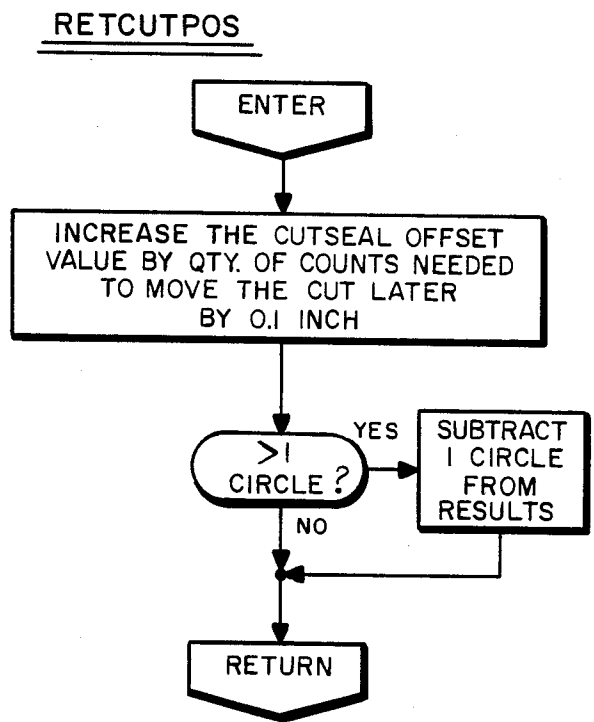 RETCUTPOS
ENTER
INCREASE THE CUTSEAL OFFSET
VALUE BY QTY. OF COUNTS NEEDED
TO MOVE THE CUT LATER
BY 0.1 INCH
>1
CIRCLE?
YES
SUBTRACT
1 CIRCLE
FROM
RESULTS
NO
RETURN